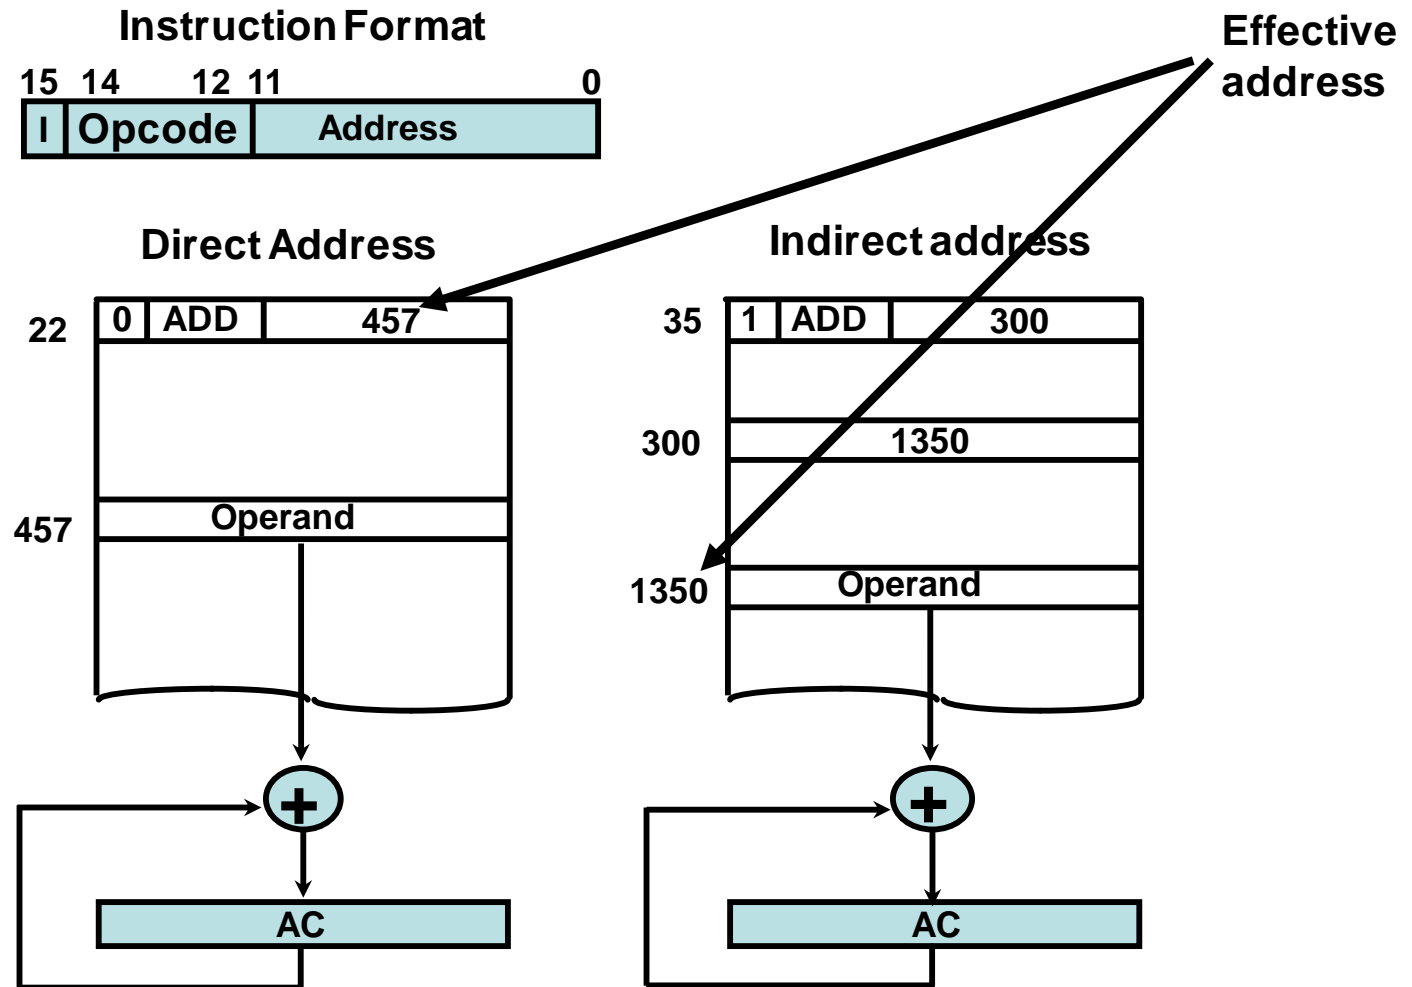 Instruction Format
Effective
address
15 14 12 11 0
I Opcode Address
Direct Address
Indirect address
22 0 ADD 457
35 1 ADD 300
300 1350
457 Operand
1350 Operand
+
+
AC
AC